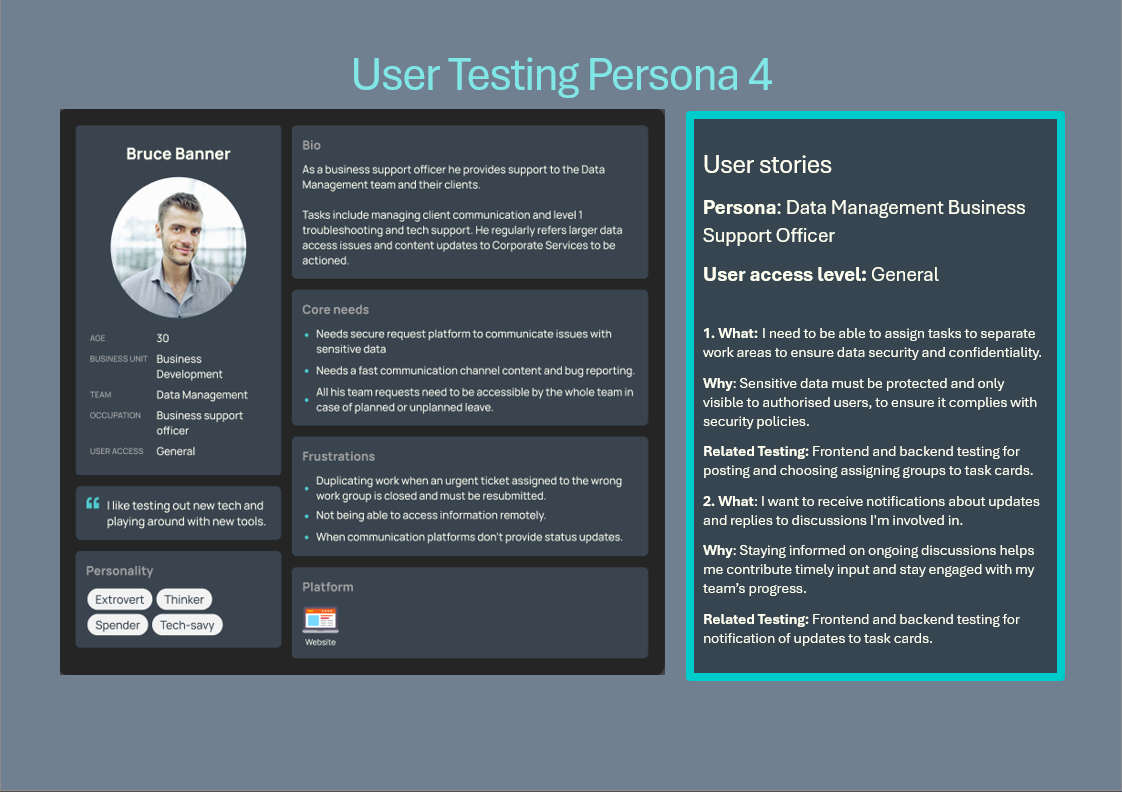 User Testing Persona 4
Bruce Banner
AGE 30
BUSINESS UNIT Business
Development
TEAM Data Management
OCCUPATION Business support
officer
USER ACCESS General
I like testing out new tech and
playing around with new tools.
Personality
Extrovert Thinker
Spender Tech-savy
Bio
As a business support officer he provides support to the Data
Management team and their clients.
Tasks include managing client communication and level 1
troubleshooting and tech support. He regularly refers larger data
access issues and content updates to Corporate Services to be
actioned.
Core needs
• Needs secure request platform to communicate issues with
sensitive data
• Needs a fast communication channel content and bug reporting.
• All his team requests need to be accessible by the whole team in
case of planned or unplanned leave.
Frustrations
• Duplicating work when an urgent ticket assigned to the wrong
work group is closed and must be resubmitted.
• Not being able to access information remotely.
• When communication platforms don't provide status updates.
Platform
Website
User stories
Persona: Data Management Business
Support Officer
User access level: General
1. What: I need to be able to assign tasks to separate
work areas to ensure data security and confidentiality.
Why: Sensitive data must be protected and only
visible to authorised users, to ensure it complies with
security policies.
Related Testing: Frontend and backend testing for
posting and choosing assigning groups to task cards.
2. What: I want to receive notifications about updates
and replies to discussions I'm involved in.
Why: Staying informed on ongoing discussions helps
me contribute timely input and stay engaged with my
team's progress.
Related Testing: Frontend and backend testing for
notification of updates to task cards.